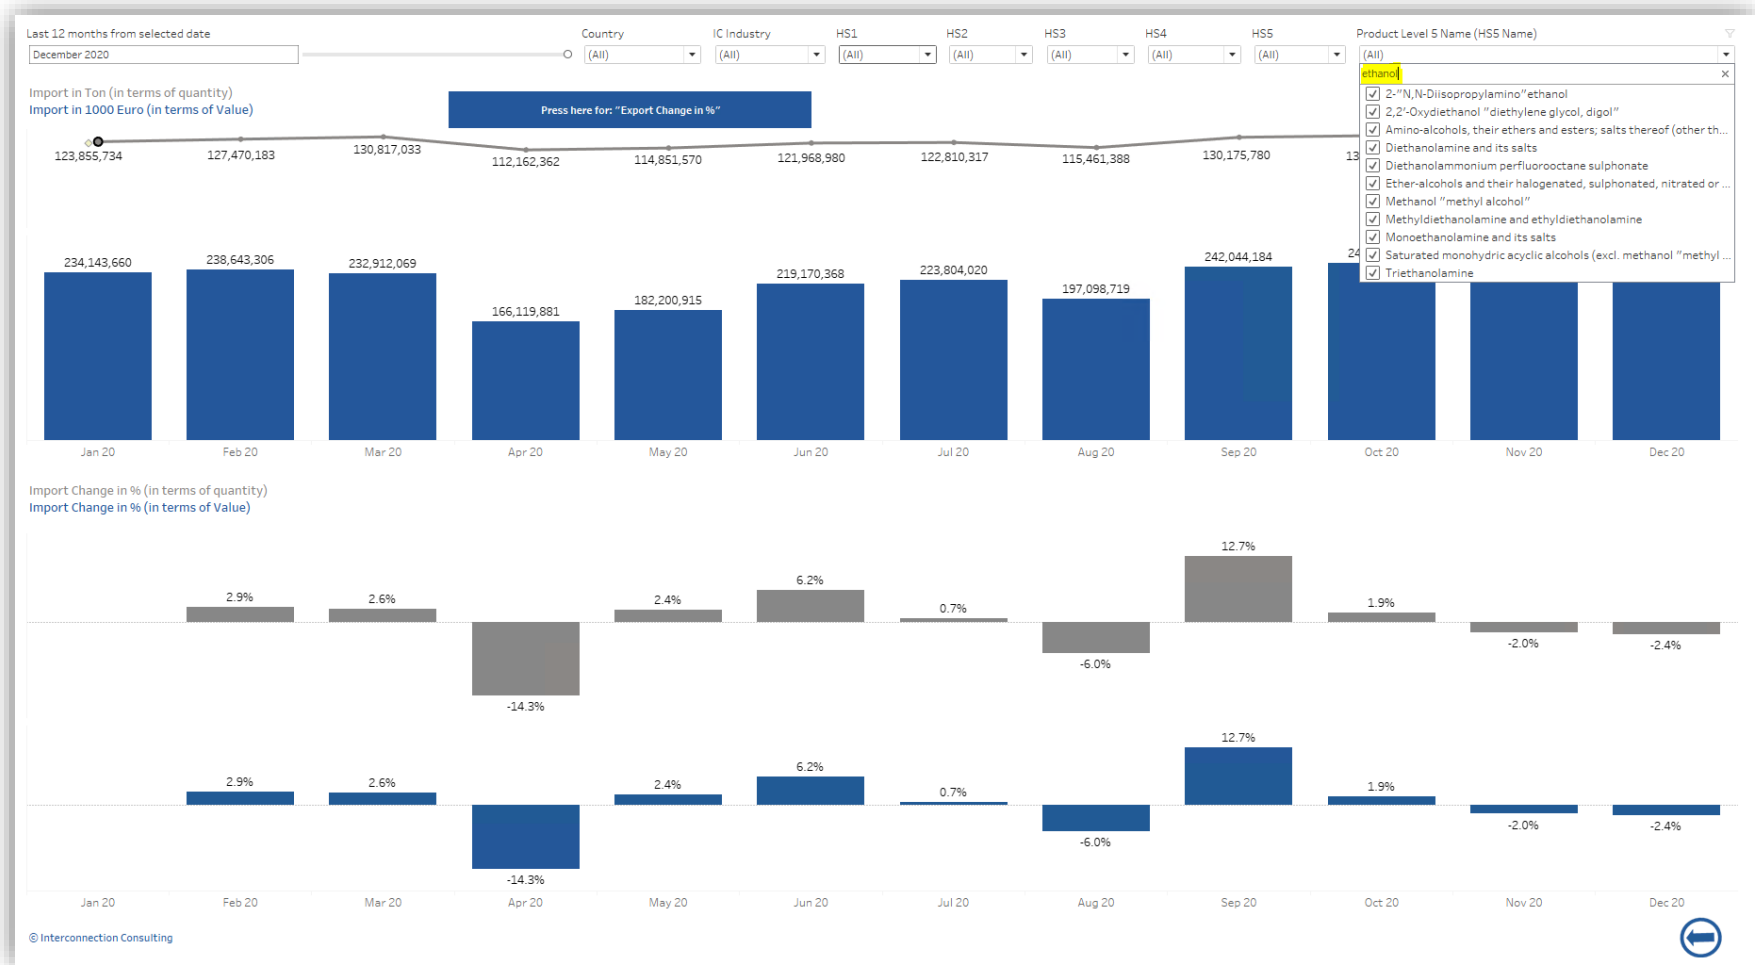 Last 12 months from selected date
Country
IC Industry
HS1
HS2
HS3
HS4
HS5
Product Level 5 Name (HS5 Name)
December 2020
(All)
(All)
(All)
(All)
(All)
(All)
(All)
(All)
ethanol
2-"N,N-Diisopropylamino"ethanol
2,2'-Oxydiethanol "diethylene glycol, digol"
Amino-alcohols, their ethers and esters; salts thereof (other th...
Diethanolamine and its salts
Diethanolammonium perfluorooctane sulphonate
Ether-alcohols and their halogenated, sulphonated, nitrated or ...
Methanol "methyl alcohol"
Methyldiethanolamine and ethyldiethanolamine
Monoethanolamine and its salts
Saturated monohydric acyclic alcohols (excl. methanol "methyl ...
Triethanolamine
Import in Ton (in terms of quantity)
Import in 1000 Euro (in terms of Value)
Press here for: "Export Change in %"
123,855,734
127,470,183
130,817,033
112,162,362
114,851,570
121,968,980
122,810,317
115,461,388
130,175,780
13
234,143,660
238,643,306
232,912,069
166,119,881
182,200,915
219,170,368
223,804,020
197,098,719
242,044,184
24
Jan 20
Feb 20
Mar 20
Apr 20
May 20
Jun 20
Jul 20
Aug 20
Sep 20
Oct 20
Nov 20
Dec 20
Import Change in % (in terms of quantity)
Import Change in % (in terms of Value)
2.9%
2.6%
-14.3%
2.4%
6.2%
0.7%
-6.0%
12.7%
1.9%
-2.0%
-2.4%
2.9%
2.6%
-14.3%
2.4%
6.2%
0.7%
-6.0%
12.7%
1.9%
-2.0%
-2.4%
Jan 20
Feb 20
Mar 20
Apr 20
May 20
Jun 20
Jul 20
Aug 20
Sep 20
Oct 20
Nov 20
Dec 20
© Interconnection Consulting